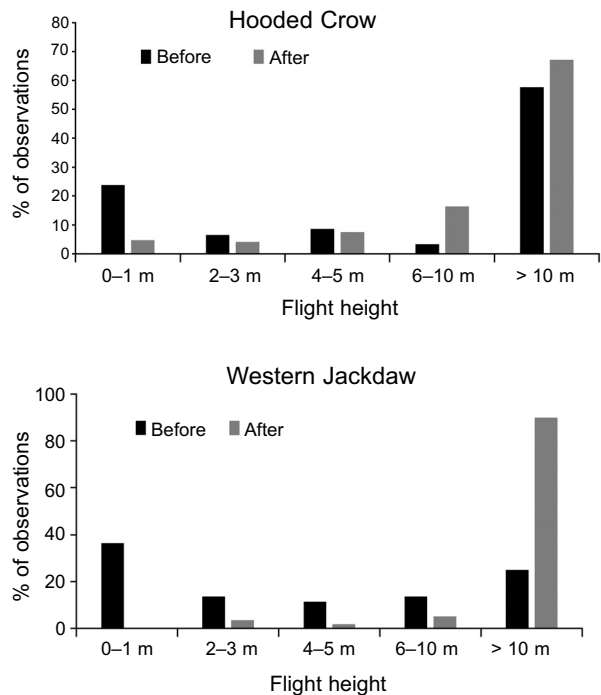 Hooded Crow
% of observations
80
70
60
50
40
30
20
10
0
Before After
0–1 m 2–3 m 4–5 m 6–10 m > 10 m
Flight height
Western Jackdaw
% of observations
100
80
60
40
20
0
Before After
0–1 m 2–3 m 4–5 m 6–10 m > 10 m
Flight height